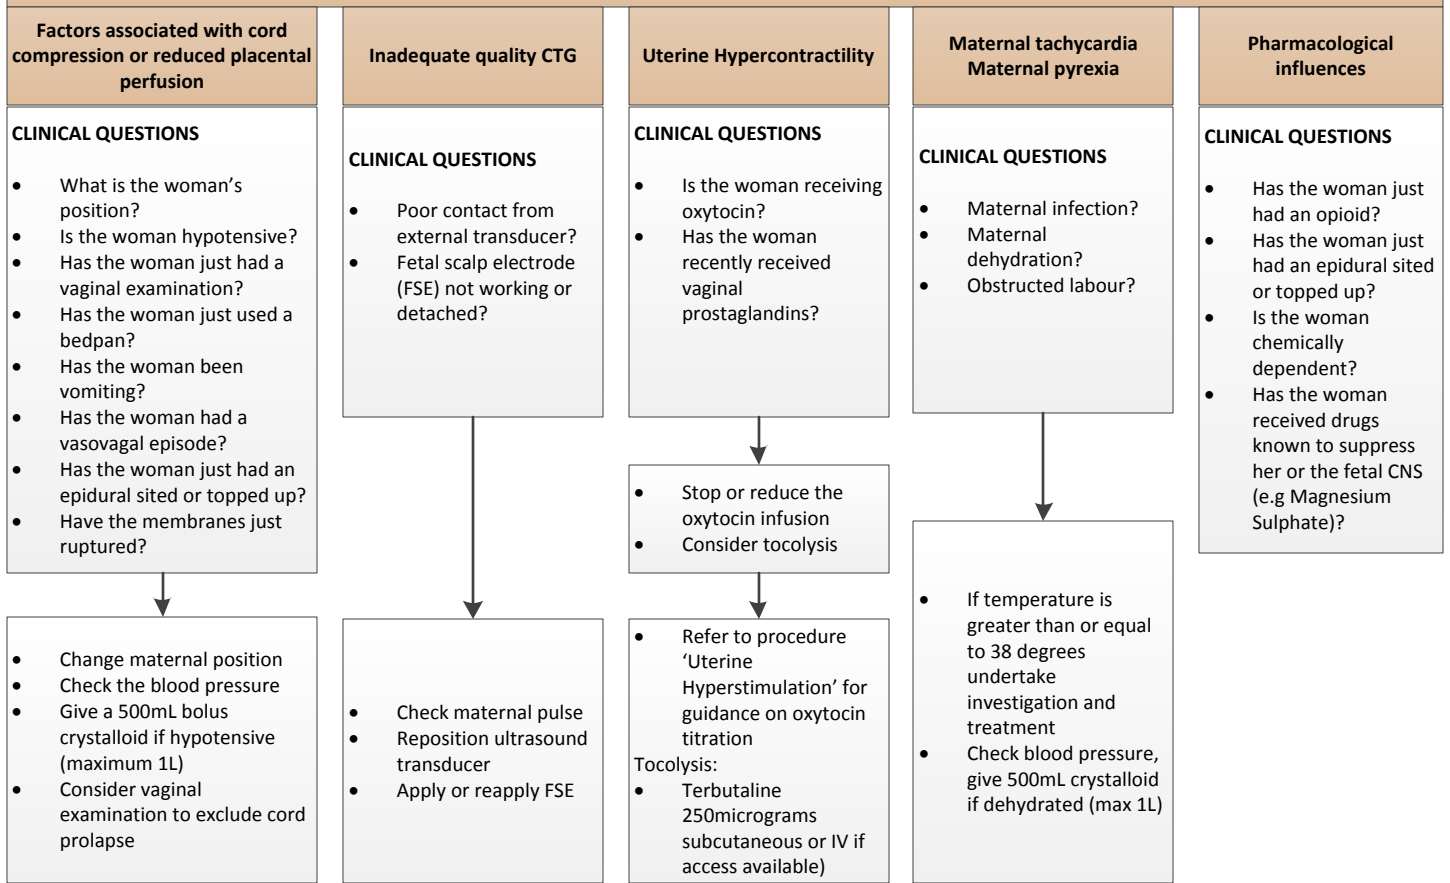 Factors associated with cord
compression or reduced placental
perfusion
Inadequate quality CTG
Uterine Hypercontractility
Maternal tachycardia
Maternal pyrexia
Pharmacological
influences
CLINICAL QUESTIONS
• What is the woman's
position?
• Is the woman hypotensive?
• Has the woman just had a
vaginal examination?
• Has the woman just used a
bedpan?
• Has the woman been
vomiting?
• Has the woman had a
vasovagal episode?
• Has the woman just had an
epidural sited or topped up?
• Have the membranes just
ruptured?
• Change maternal position
• Check the blood pressure
• Give a 500mL bolus
crystalloid if hypotensive
(maximum 1L)
• Consider vaginal
examination to exclude cord
prolapse
CLINICAL QUESTIONS
• Poor contact from
external transducer?
• Fetal scalp electrode
(FSE) not working or
detached?
• Check maternal pulse
• Reposition ultrasound
transducer
• Apply or reapply FSE
CLINICAL QUESTIONS
• Is the woman receiving
oxytocin?
• Has the woman
recently received
vaginal
prostaglandins?
• Stop or reduce the
oxytocin infusion
• Consider tocolysis
• Refer to procedure
‘Uterine
Hyperstimulation’ for
guidance on oxytocin
titration
Tocolysis:
• Terbutaline
250micrograms
subcutaneous or IV if
access available)
CLINICAL QUESTIONS
• Maternal infection?
• Maternal
dehydration?
• Obstructed labour?
• If temperature is
greater than or equal
to 38 degrees
undertake
investigation and
treatment
• Check blood pressure,
give 500mL crystalloid
if dehydrated (max 1L)
CLINICAL QUESTIONS
• Has the woman just
had an opioid?
• Has the woman just
had an epidural sited
or topped up?
• Is the woman
chemically
dependent?
• Has the woman
received drugs
known to suppress
her or the fetal CNS
(e.g Magnesium
Sulphate)?